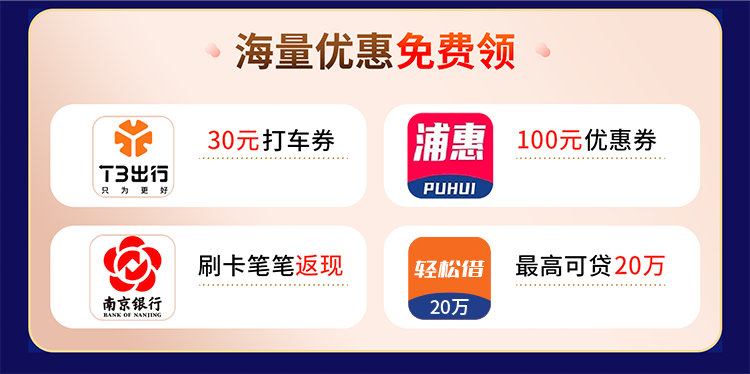 海量优惠免费领
T3出行
只为更好
30元打车券
浦惠
PUHUI
100元优惠券
南京银行
BANK OF NANJING
刷卡笔笔返现
轻松借
20万
最高可贷20万